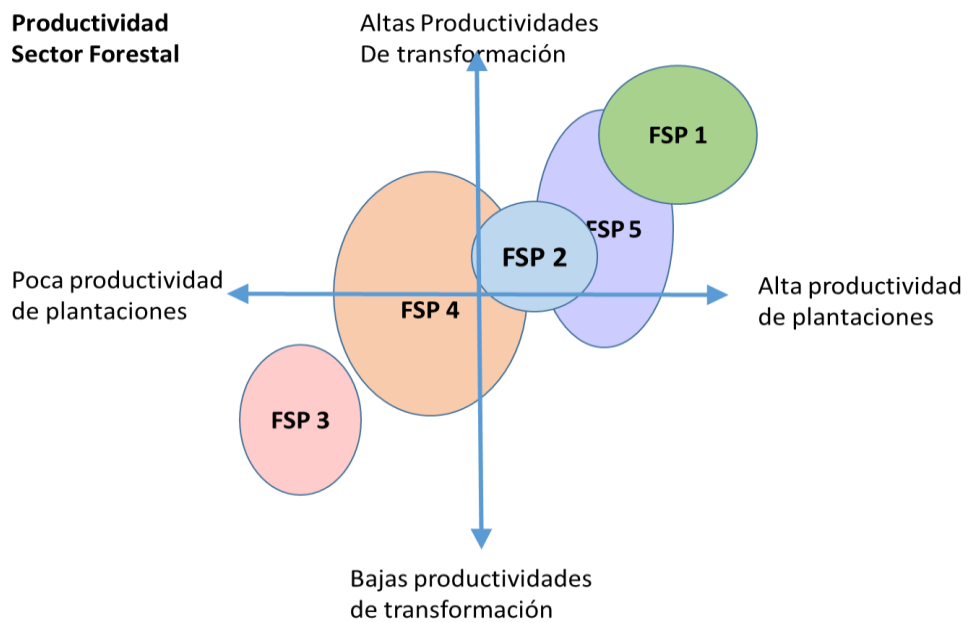 Productividad
Sector Forestal
Altas Productividades
De transformación
FSP 1
FSP 5
FSP 2
Poca productividad
de plantaciones
Alta productividad
de plantaciones
FSP 4
FSP 3
Bajas productividades
de transformación